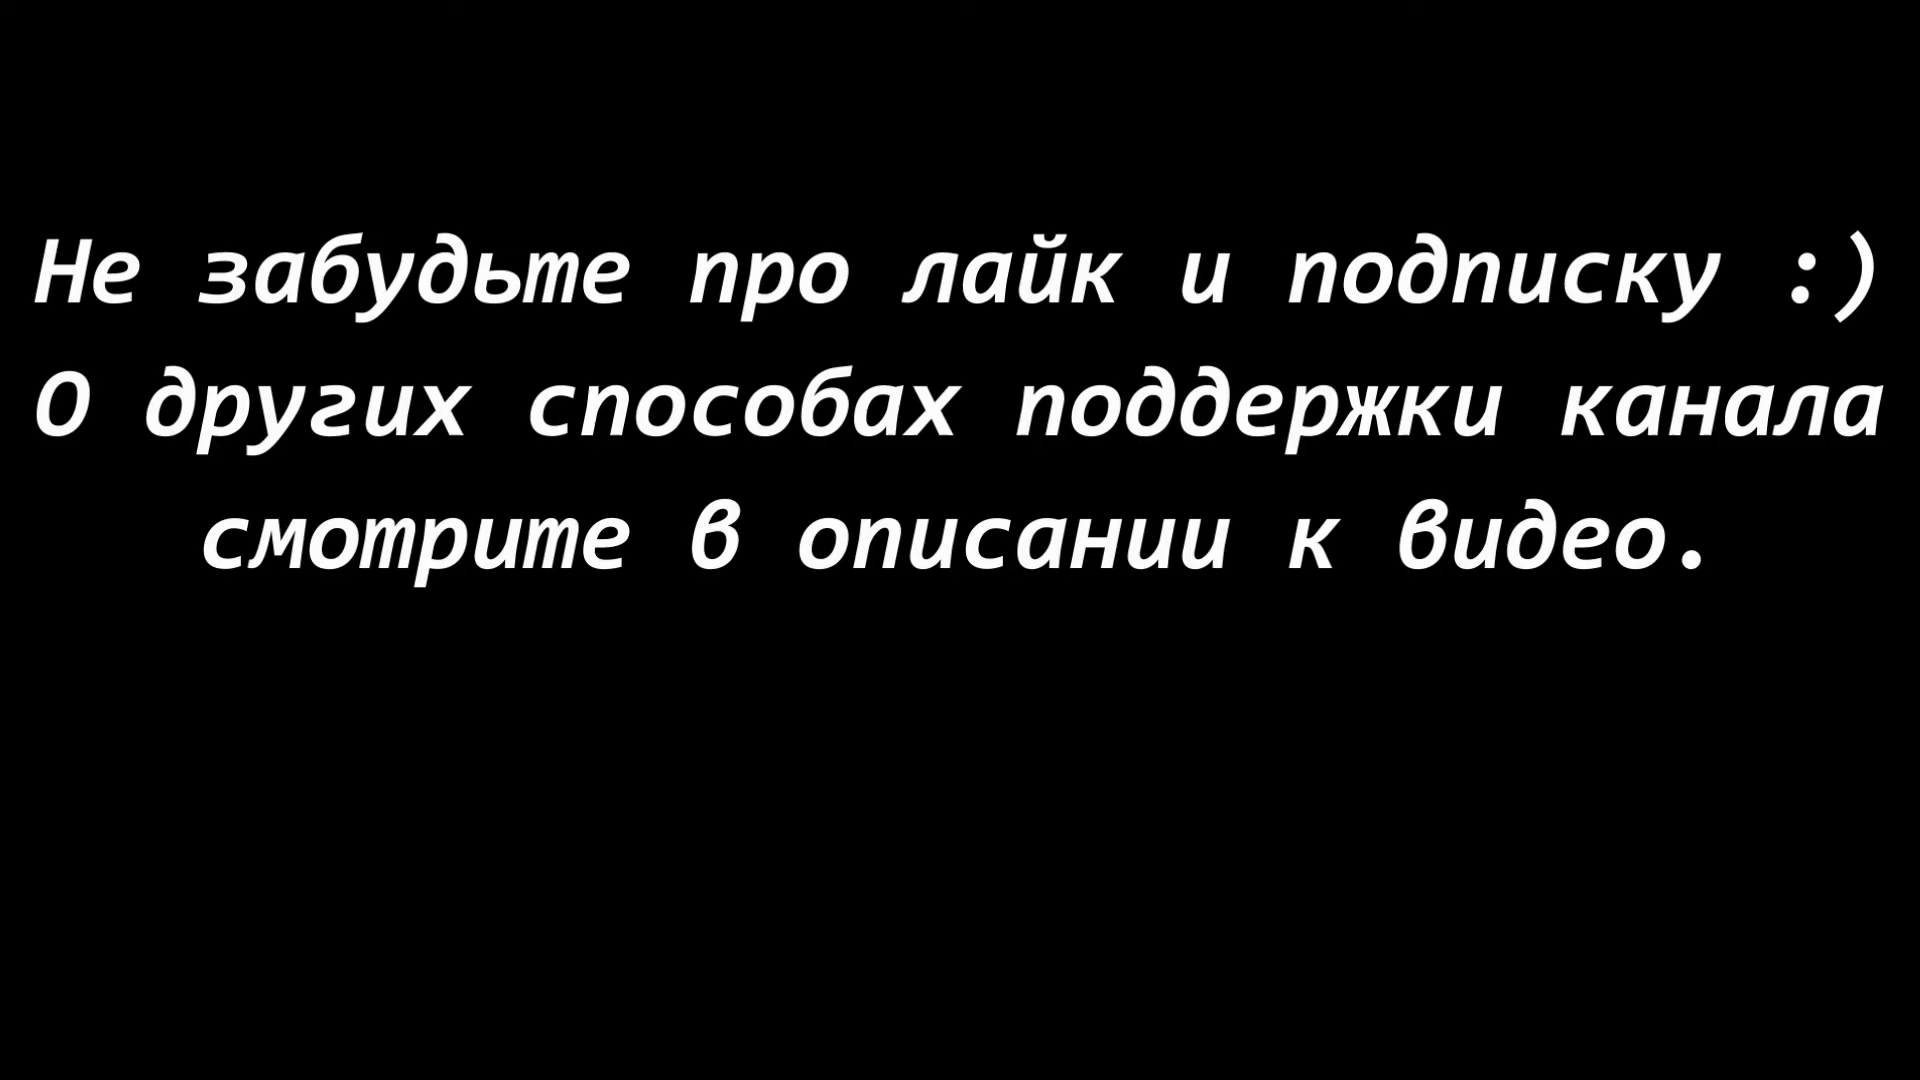 Не забудьте про лайк и подписку :)
О других способах поддержки канала
смотрите в описании к видео.